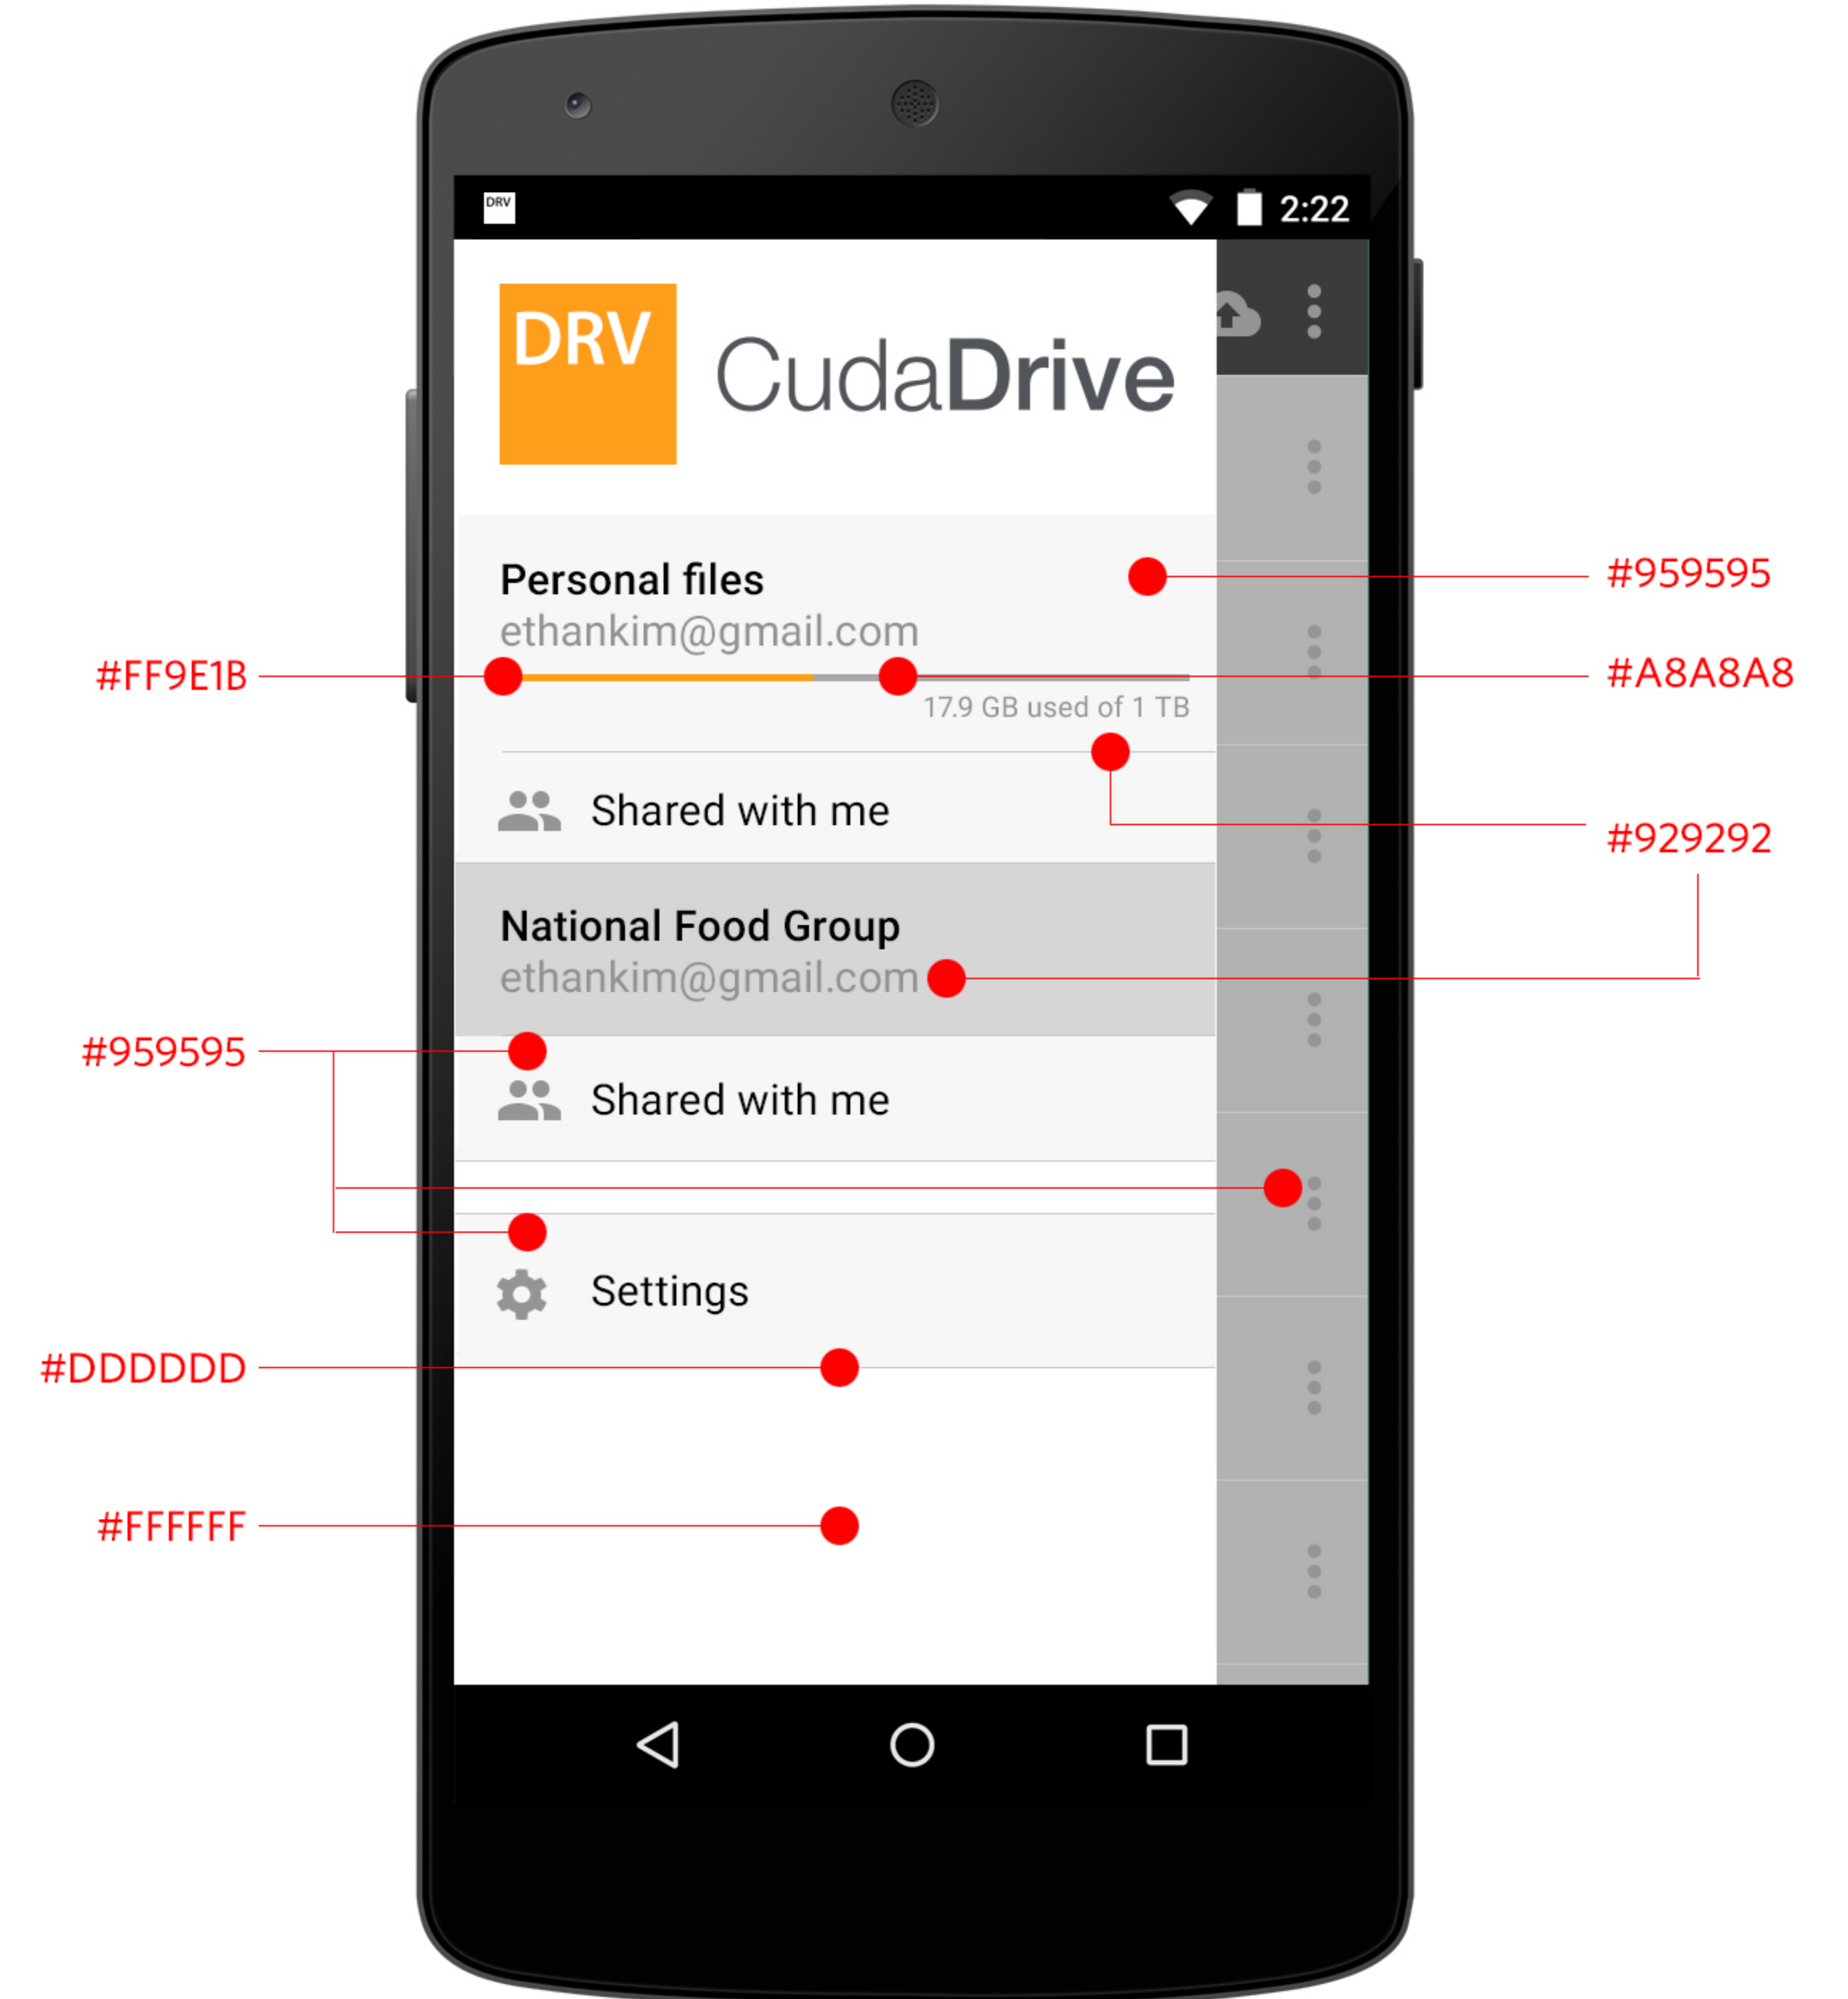 DRV
2:22
DRV
CudaDrive
Personal files
#959595
ethankim@gmail.com
#FF9E1B
#A8A8A8
17.9 GB used of 1 TB
Shared with me
#929292
National Food Group
ethankim@gmail.com
#959595
Shared with me
Settings
#DDDDDD
#FFFFFF